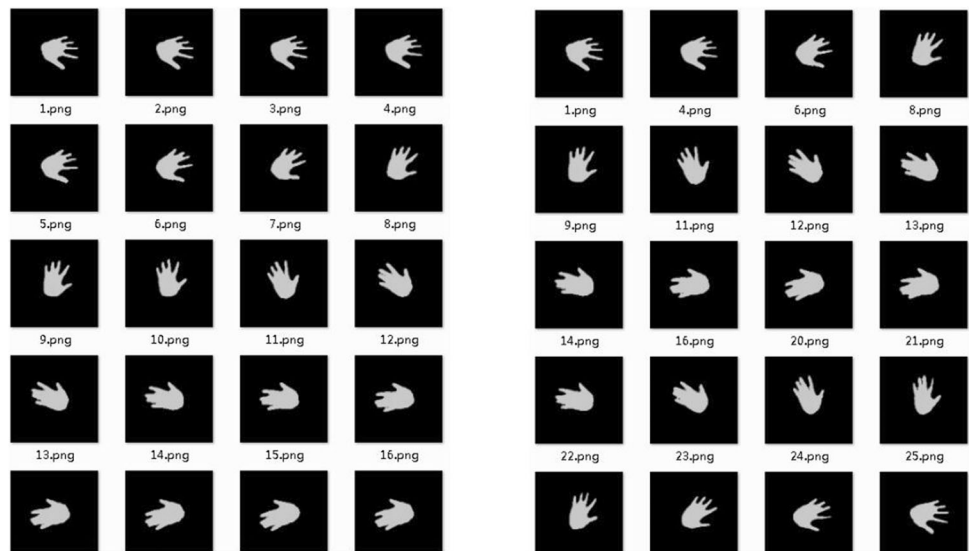 1.png 2.png 3.png 4.png
5.png 6.png 7.png 8.png
9.png 10.png 11.png 12.png
13.png 14.png 15.png 16.png
1.png 4.png 6.png 8.png
9.png 11.png 12.png 13.png
14.png 16.png 20.png 21.png
22.png 23.png 24.png 25.png